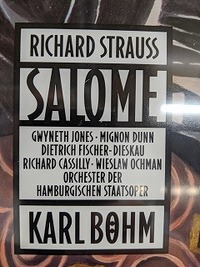 RICHARD STRAUSS
SALOME
GWYNETH JONES · MIGNON DUNN
DIETRICH FISCHER-DIESKAU
RICHARD CASSILLY · WIESLAW OCHMAN
ORCHESTER DER
HAMBURGISCHEN STAATSOPER
KARL BÖHM